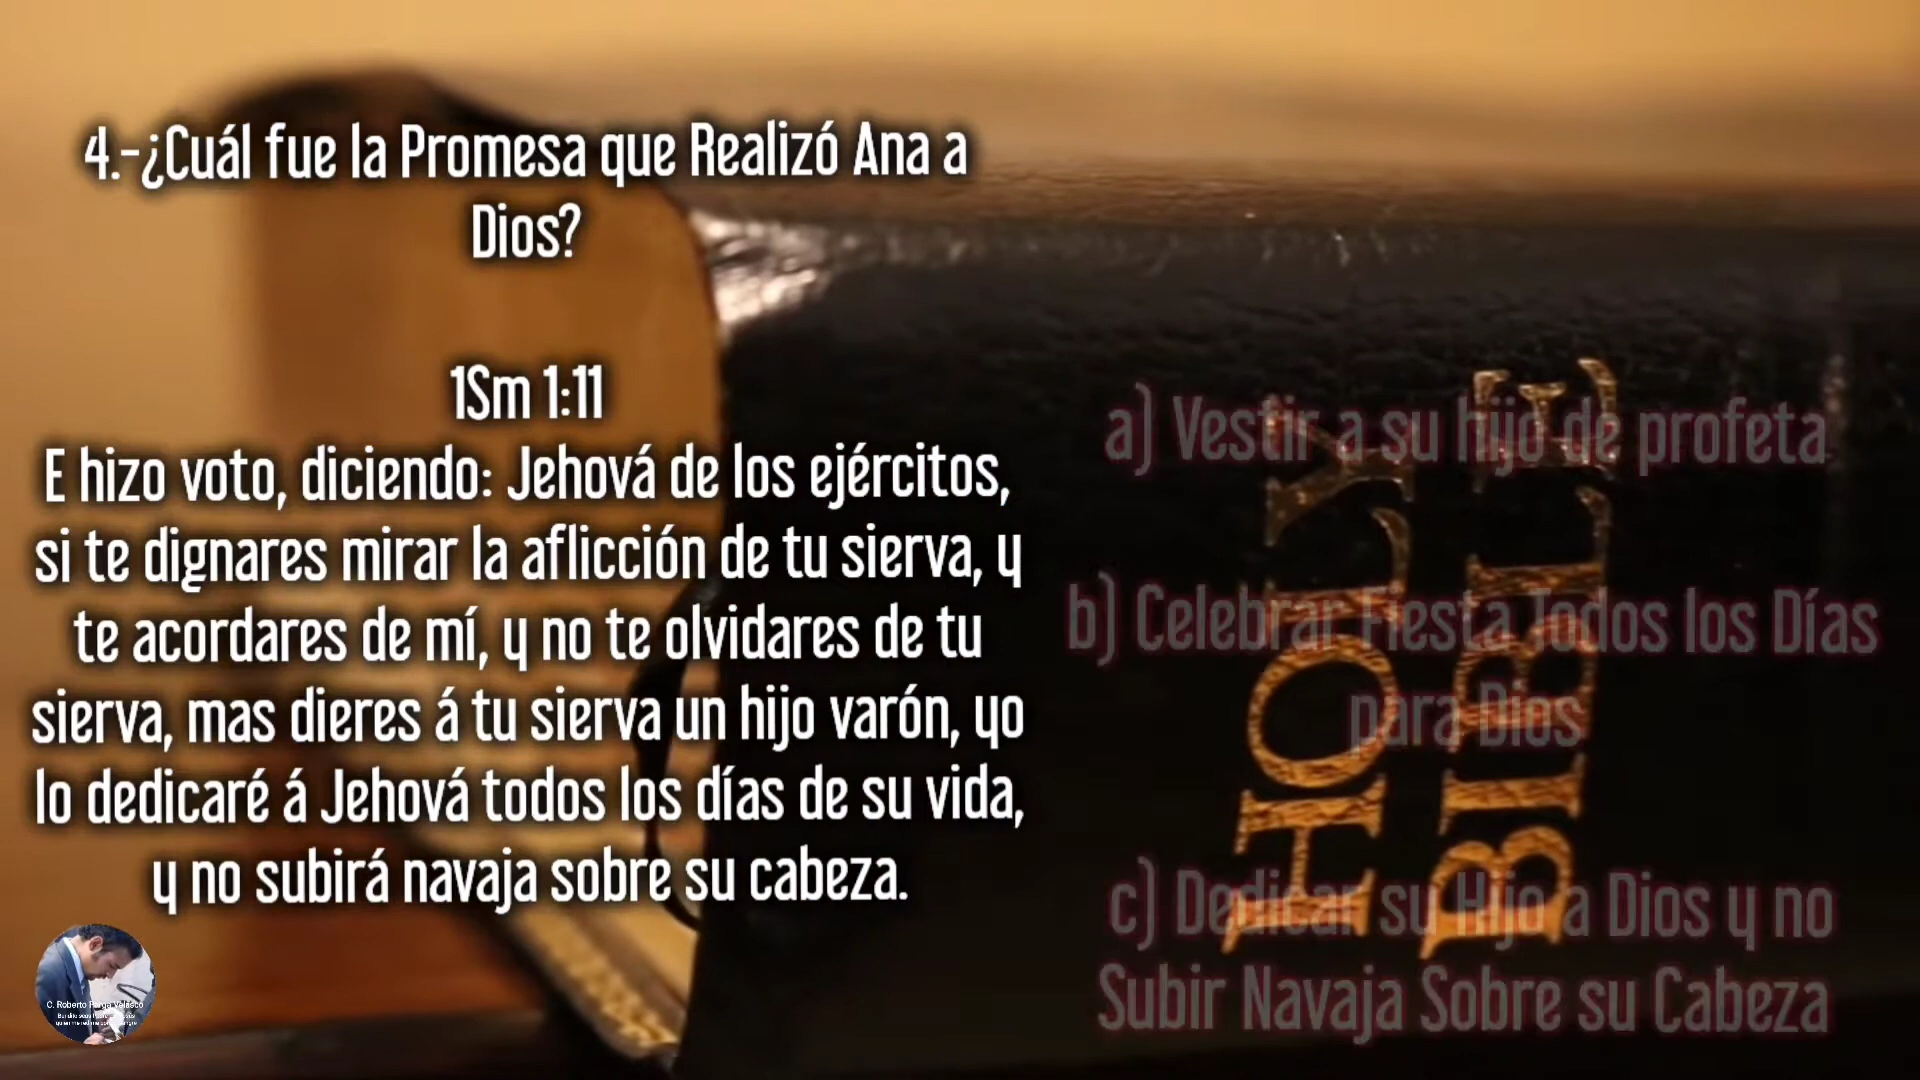 4.-¿Cuál fue la Promesa que Realizó Ana a
Dios?
1Sm 1:11
E hizo voto, diciendo: Jehová de los ejércitos,
si te dignares mirar la aflicción de tu sierva, y
te acordares de mí, y no te olvidares de tu
sierva, mas dieres á tu sierva un hijo varón, yo
lo dedicaré á Jehová todos los días de su vida,
y no subirá navaja sobre su cabeza.
a) Vestir a su hijo de profeta
b) Celebrar Fiesta Todos los Días
para Dios
c) Dedicar su Hijo a Dios y no
Subir Navaja Sobre su Cabeza
HOLY
BIBLE
C. Roberto Parga Velasco